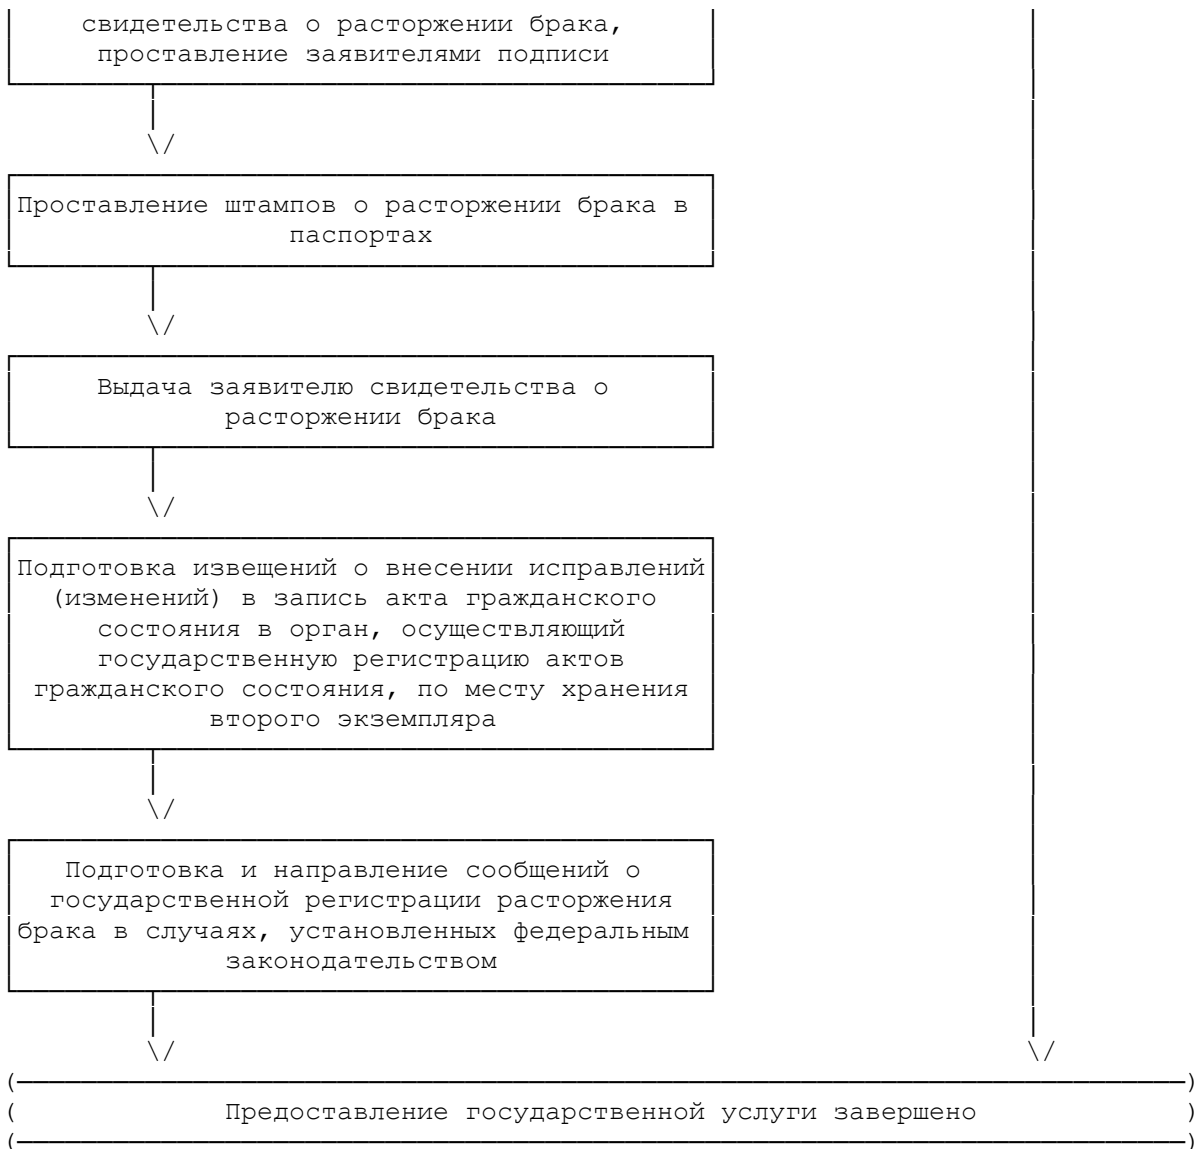 свидетельства о расторжении брака,
проставление заявителями подписи
Проставление штампов о расторжении брака в
паспортах
Выдача заявителю свидетельства о
расторжении брака
Подготовка извещений о внесении исправлений
(изменений) в запись акта гражданского
состояния в орган, осуществляющий
государственную регистрацию актов
гражданского состояния, по месту хранения
второго экземпляра
Подготовка и направление сообщений о
государственной регистрации расторжения
брака в случаях, установленных федеральным
законодательством
Предоставление государственной услуги завершено